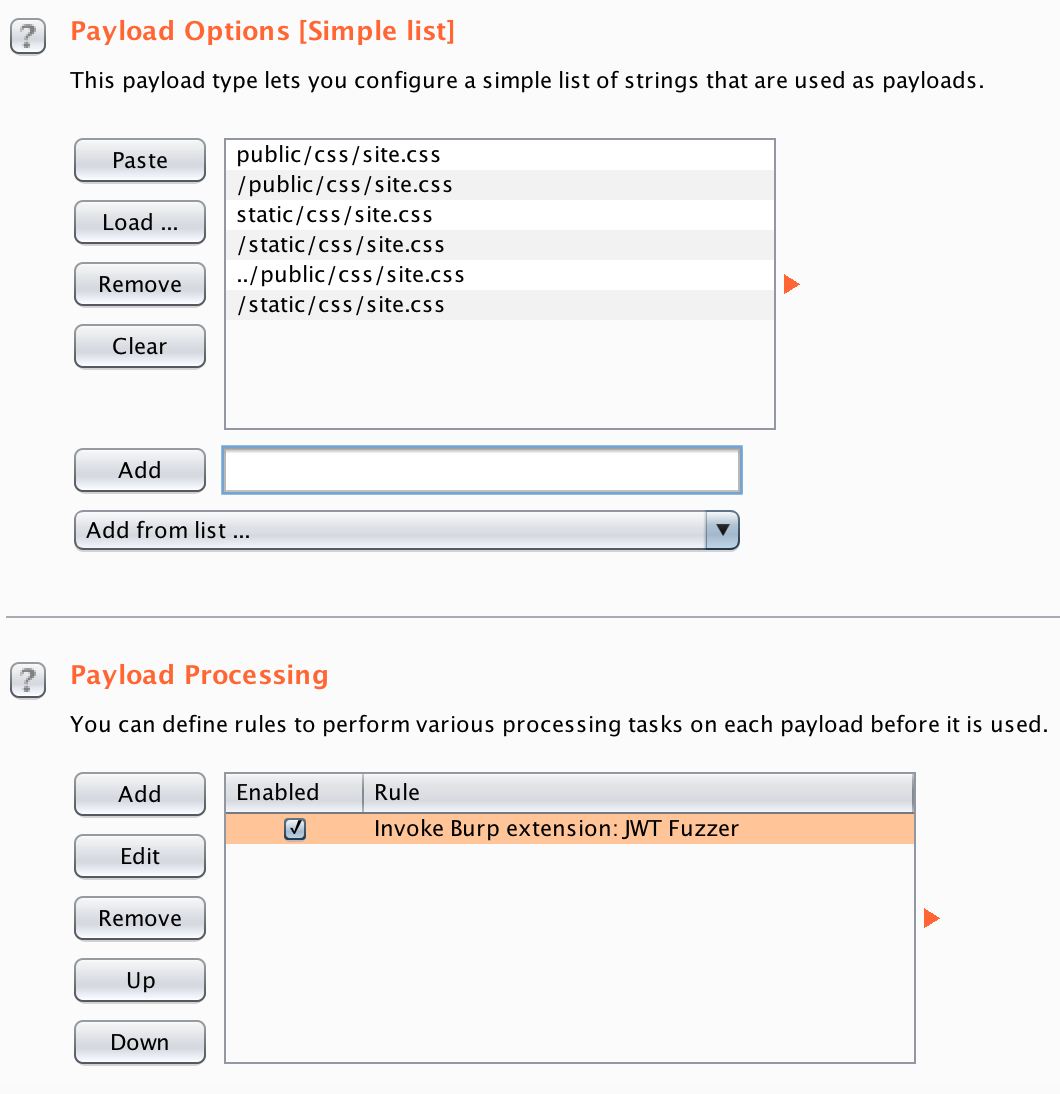 ? Payload Options [Simple list]
This payload type lets you configure a simple list of strings that are used as payloads.
Paste
Load ...
Remove
Clear
public/css/site.css
/public/css/site.css
static/css/site.css
/static/css/site.css
../public/css/site.css
/static/css/site.css
Add
Add from list ...
? Payload Processing
You can define rules to perform various processing tasks on each payload before it is used.
Add
Edit
Remove
Up
Down
Enabled Rule
Invoke Burp extension: JWT Fuzzer